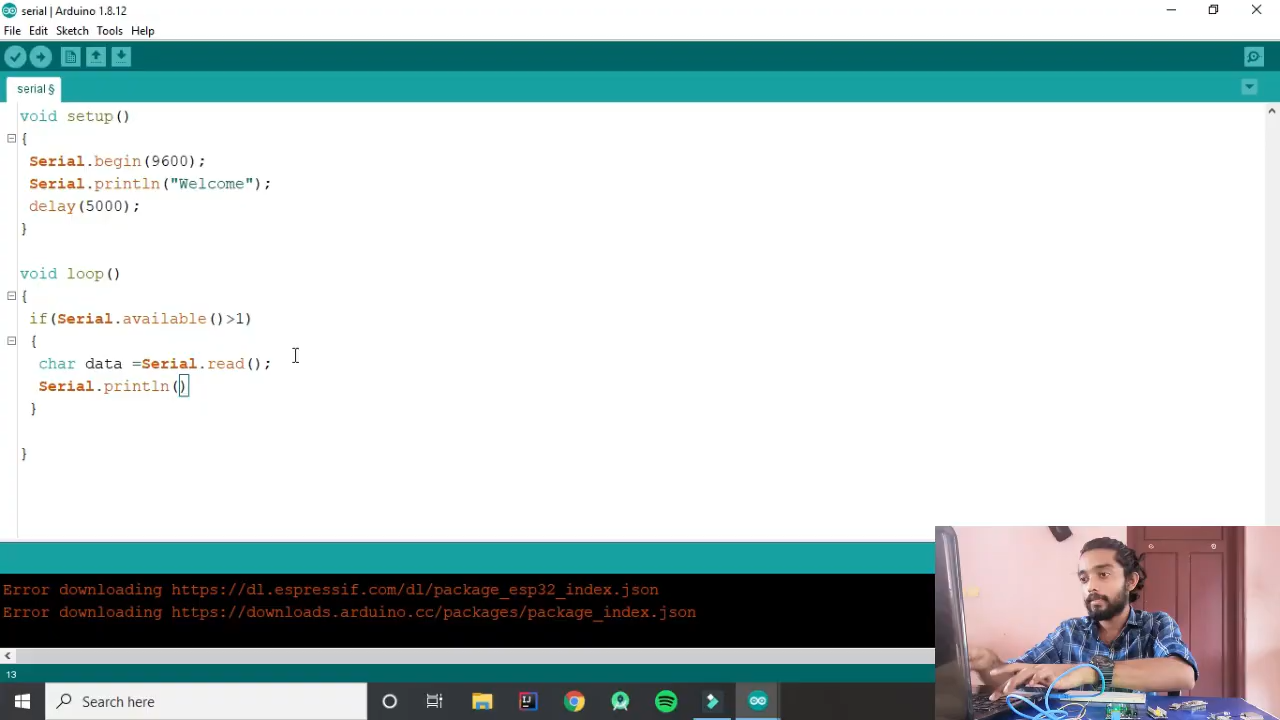 serial | Arduino 1.8.12
File Edit Sketch Tools Help
serial §
void setup()
{
Serial.begin(9600);
Serial.println("Welcome");
delay(5000);
}
void loop()
{
if(Serial.available()>1)
{
char data =Serial.read();
Serial.println()
}
}
Error downloading https://dl.espressif.com/dl/package_esp32_index.json
Error downloading https://downloads.arduino.cc/packages/package_index.json
13
Search here